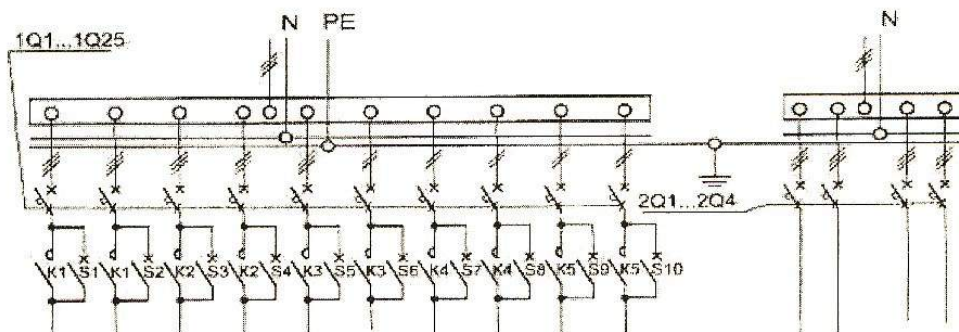 N PE N
1Q1...1Q25
2Q1...2Q4
K1 S1 K1 S2 K2 S3 K2 S4 K3 S5 K3 S6 K4 S7 K4 S8 K5 S9 K5 S10